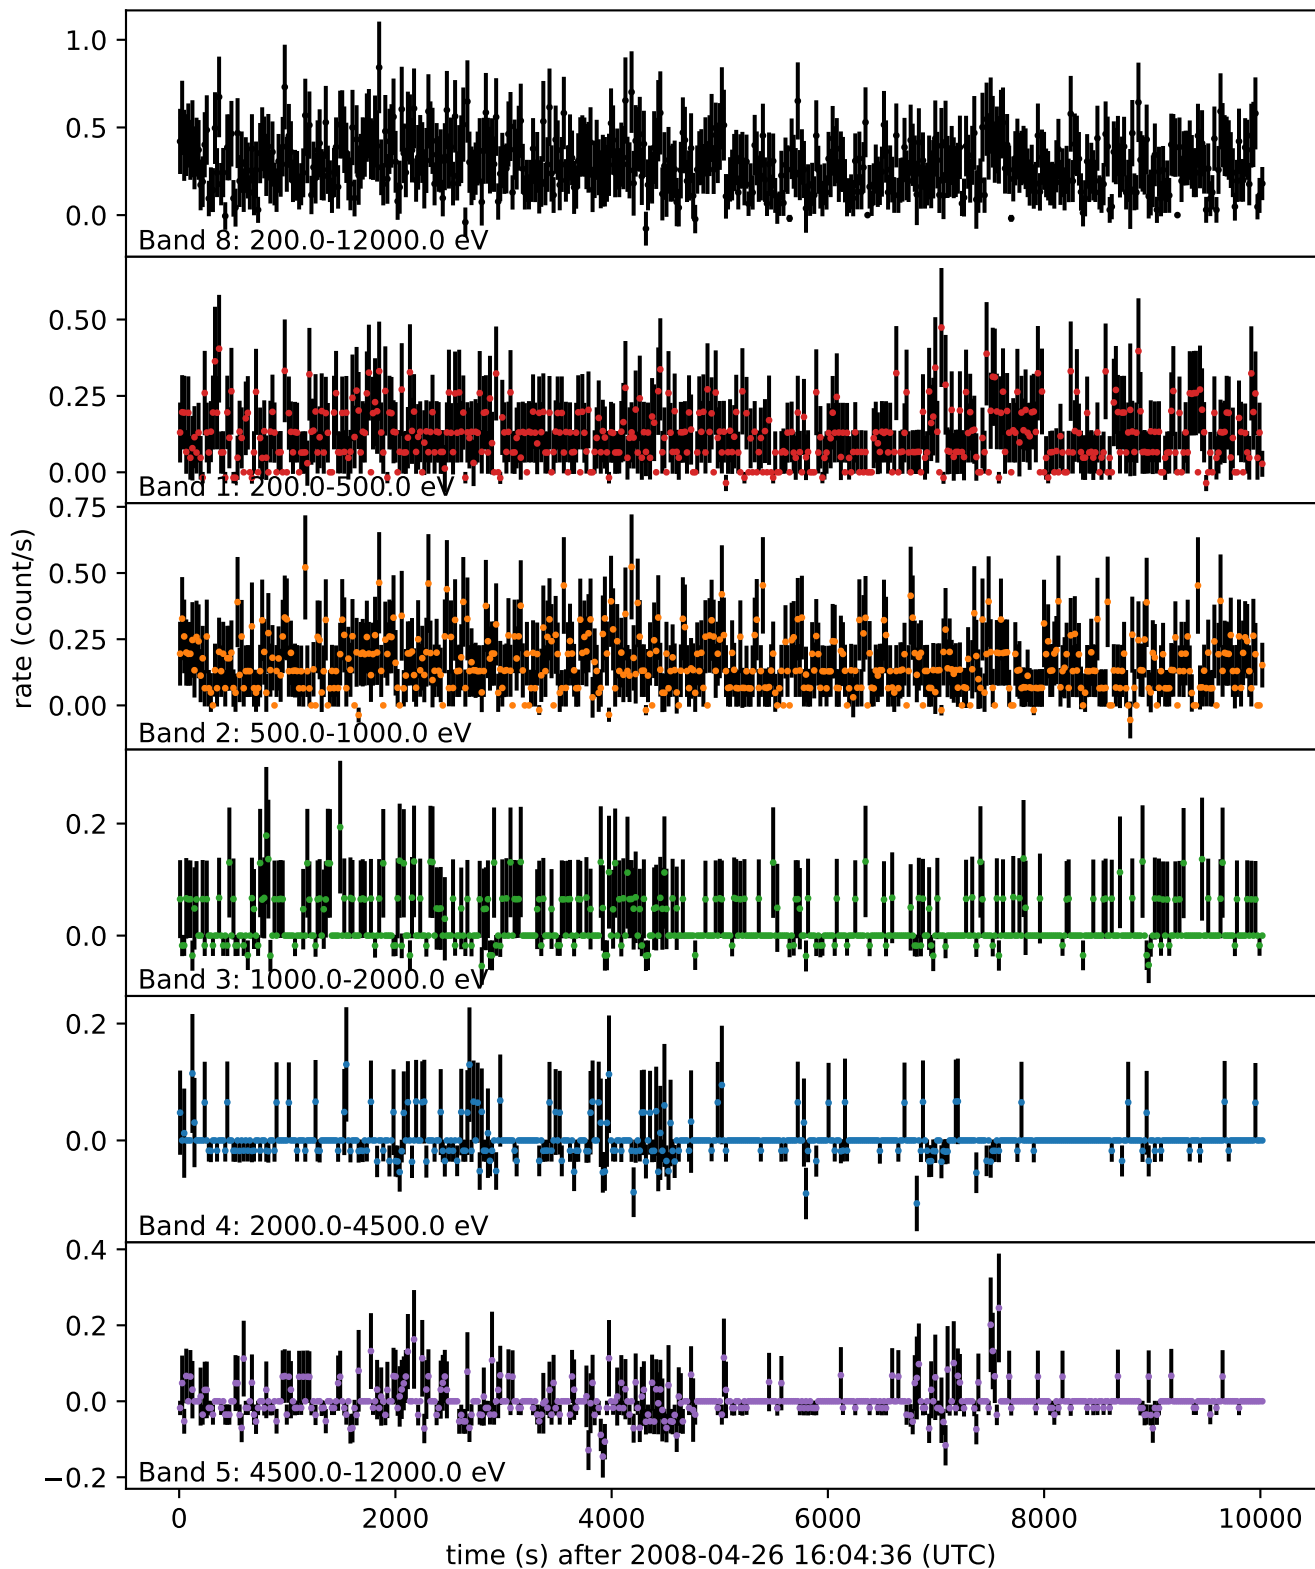 1.0
0.5
0.0
Band 8: 200.0-12000.0 eV
0.50
0.25
0.00
Band 1: 200.0-500.0 eV
0.75
0.50
0.25
0.00
Band 2: 500.0-1000.0 eV
rate (count/s)
0.2
0.0
Band 3: 1000.0-2000.0 eV
0.2
0.0
Band 4: 2000.0-4500.0 eV
0.4
0.2
0.0
−0.2
Band 5: 4500.0-12000.0 eV
0 2000 4000 6000 8000 10000
time (s) after 2008-04-26 16:04:36 (UTC)